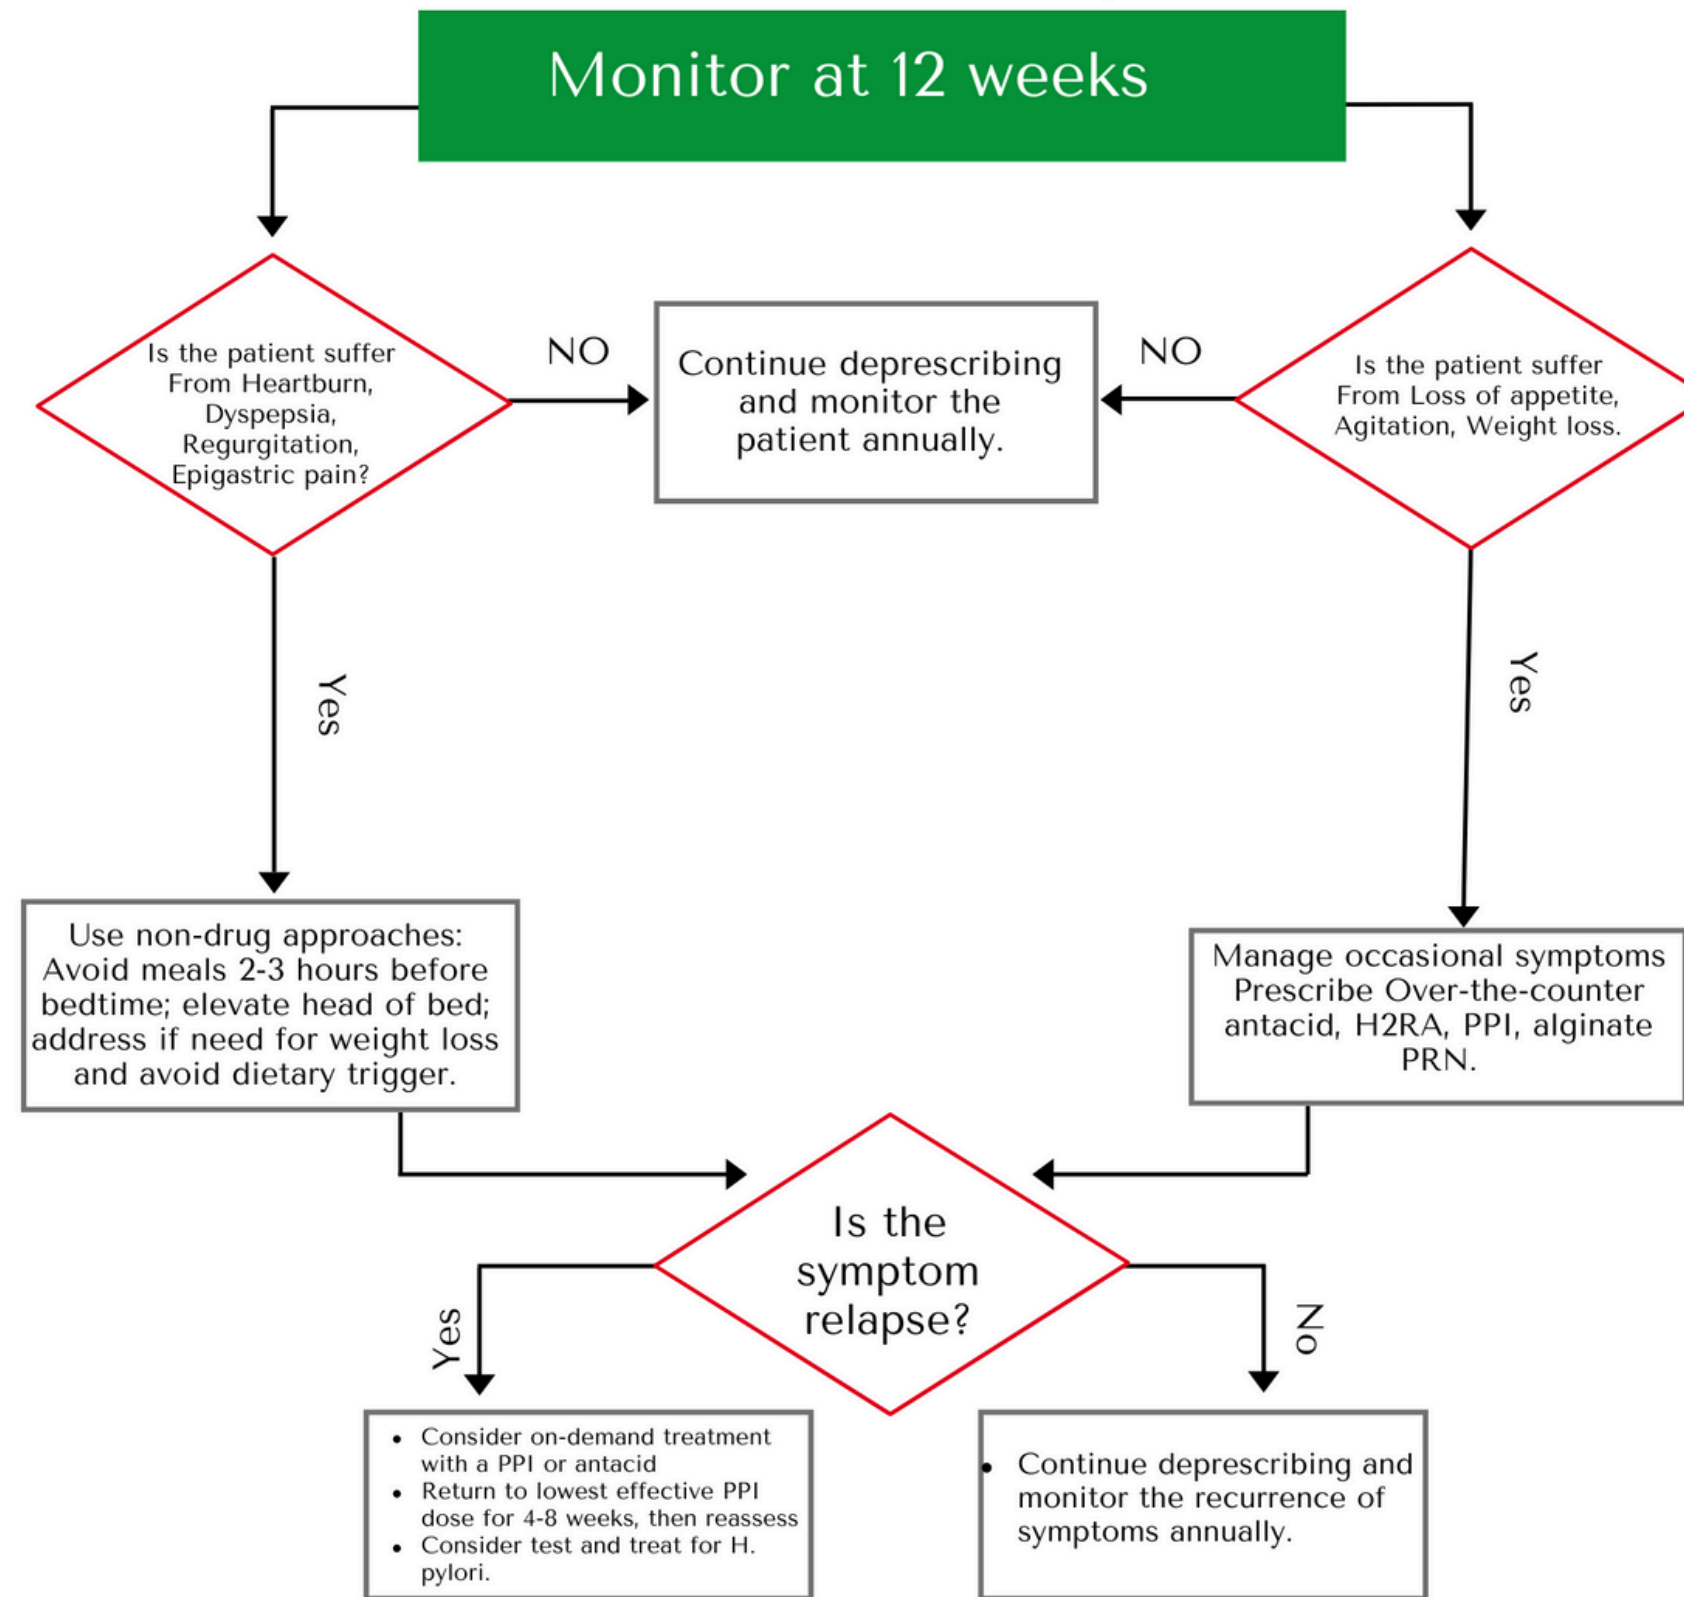 Monitor at 12 weeks
Is the patient suffer
From Heartburn,
Dyspepsia,
Regurgitation,
Epigastric pain?
NO
Continue deprescribing
and monitor the
patient annually.
NO
Is the patient suffer
From Loss of appetite,
Agitation, Weight loss.
Yes
Yes
Use non-drug approaches:
Avoid meals 2-3 hours before
bedtime; elevate head of bed;
address if need for weight loss
and avoid dietary trigger.
Manage occasional symptoms
Prescribe Over-the-counter
antacid, H2RA, PPI, alginate
PRN.
Is the
symptom
relapse?
Yes
No
• Consider on-demand treatment
with a PPI or antacid
• Return to lowest effective PPI
dose for 4-8 weeks, then reassess
• Consider test and treat for H.
pylori.
• Continue deprescribing and
monitor the recurrence of
symptoms annually.